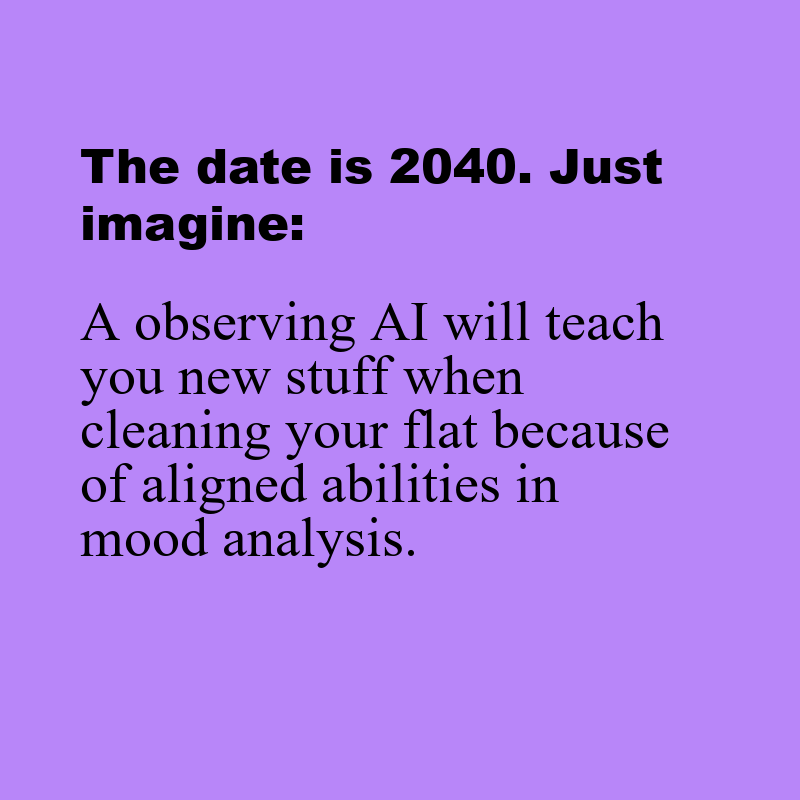 The date is 2040. Just
imagine:
A observing AI will teach
you new stuff when
cleaning your flat because
of aligned abilities in
mood analysis.